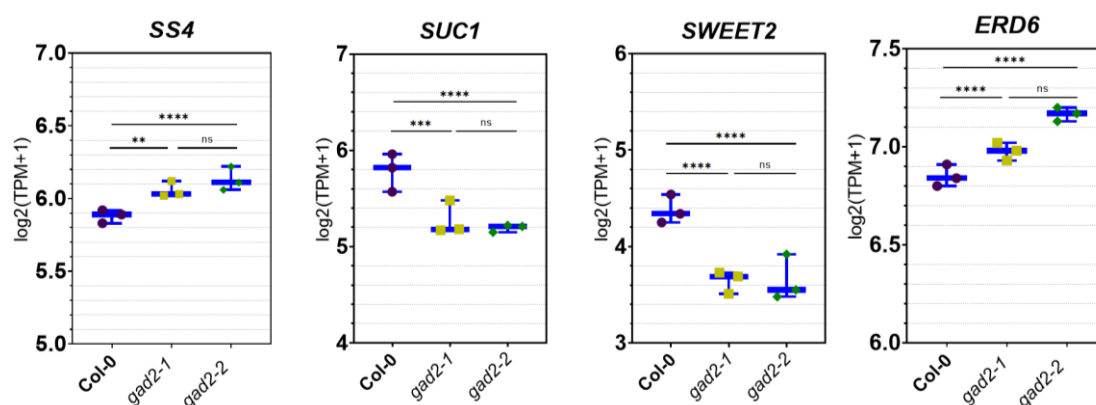 SS4
7.0
6.5
6.0
5.5
5.0
log2(TPM+1)
****
**
ns
Col-0
gad2-1
gad2-2
SUC1
7
6
5
4
log2(TPM+1)
****
***
ns
Col-0
gad2-1
gad2-2
SWEET2
6
5
4
3
log2(TPM+1)
****
****
ns
Col-0
gad2-1
gad2-2
ERD6
7.5
7.0
6.5
6.0
log2(TPM+1)
****
****
ns
Col-0
gad2-1
gad2-2